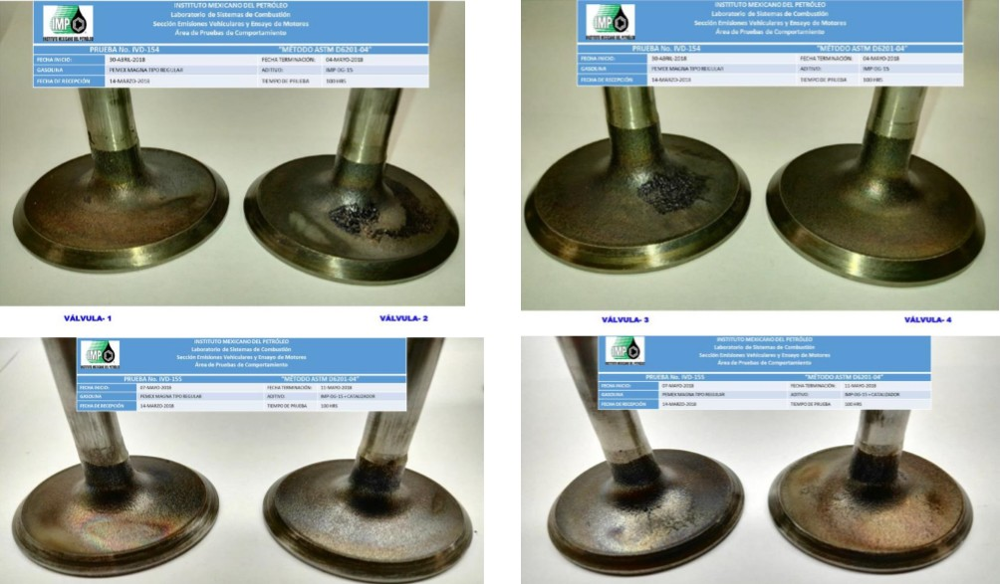 INSTITUTO MEXICANO DEL PETRÓLEO
Laboratorio de Sistemas de Combustión
Sección Emisiones Vehiculares y Ensayo de Motores
Área de Pruebas de Comportamiento
IMP
INSTITUTO MEXICANO DEL PETRÓLEO
PRUEBA No. IVD-154 "METODO ASTM D6201-04"
FECHA INICIO: 30-ABRIL-2018 FECHA TERMINACIÓN: 04-MAYO-2018
GASOLINA PEMEX MAGNA TIPO REGULAR ADITIVO: IMP-DG-15
FECHA DE RECEPCIÓN 14-MARZO-2018 TIEMPO DE PRUEBA 100 HRS
INSTITUTO MEXICANO DEL PETRÓLEO
Laboratorio de Sistemas de Combustión
Sección Emisiones Vehiculares y Ensayo de Motores
Área de Pruebas de Comportamiento
IMP
INSTITUTO MEXICANO DEL PETRÓLEO
PRUEBA No. IVD-154 "METODO ASTM D6201-04"
FECHA INICIO: 30-ABRIL-2018 FECHA TERMINACIÓN: 04-MAYO-2018
GASOLINA PEMEX MAGNA TIPO REGULAR ADITIVO: IMP-DG-15
FECHA DE RECEPCIÓN 14-MARZO-2018 TIEMPO DE PRUEBA 100 HRS
VÁLVULA- 1 VÁLVULA- 2
VÁLVULA- 3 VÁLVULA- 4
INSTITUTO MEXICANO DEL PETRÓLEO
Laboratorio de Sistemas de Combustión
Sección Emisiones Vehiculares y Ensayo de Motores
Área de Pruebas de Comportamiento
IMP
PRUEBA No. IVD-155 "METODO ASTM D6201-04"
FECHA INICIO: 07-MAYO-2018 FECHA TERMINACIÓN: 11-MAYO-2018
GASOLINA PEMEX MAGNA TIPO REGULAR ADITIVO: IMP-DG-15 + CATALIZADOR
FECHA DE RECEPCIÓN 14-MARZO-2018 TIEMPO DE PRUEBA 100 HRS
INSTITUTO MEXICANO DEL PETRÓLEO
Laboratorio de Sistemas de Combustión
Sección Emisiones Vehiculares y Ensayo de Motores
Área de Pruebas de Comportamiento
IMP
PRUEBA No. IVD-155 "METODO ASTM D6201-04"
FECHA INICIO: 07-MAYO-2018 FECHA TERMINACIÓN: 11-MAYO-2018
GASOLINA PEMEX MAGNA TIPO REGULAR ADITIVO: IMP-DG-15 + CATALIZADOR
FECHA DE RECEPCIÓN 14-MARZO-2018 TIEMPO DE PRUEBA 100 HRS